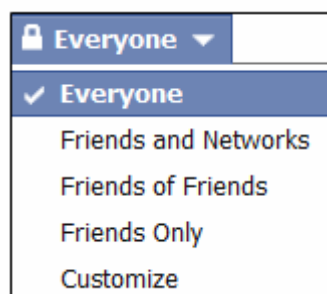 Everyone
Everyone
Friends and Networks
Friends of Friends
Friends Only
Customize